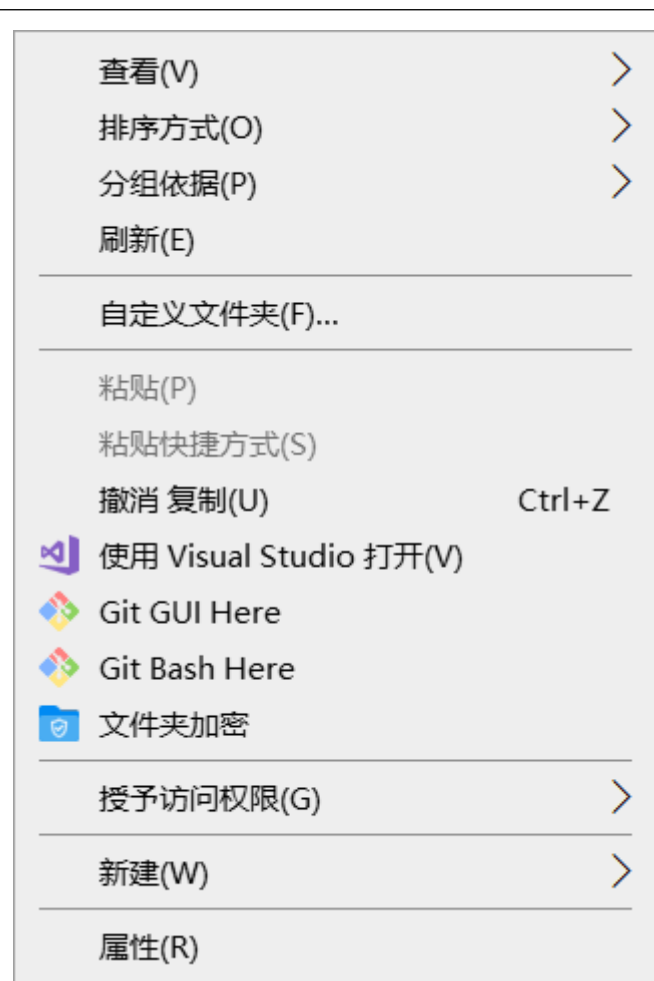 查看(V)
排序方式(O)
分组依据(P)
刷新(E)
自定义文件夹(F)...
粘贴(P)
粘贴快捷方式(S)
撤消 复制(U) Ctrl+Z
使用 Visual Studio 打开(V)
Git GUI Here
Git Bash Here
文件夹加密
授予访问权限(G)
新建(W)
属性(R)